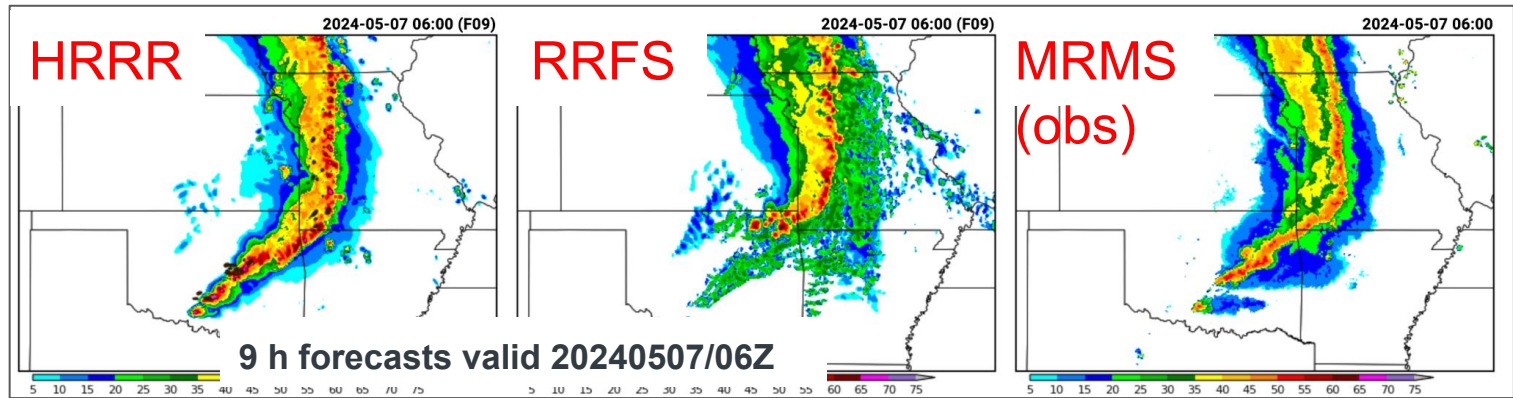 2024-05-07 06:00 (F09)
HRRR
5 10 15 20 25 30 35 40 45 50 55 60 65 70 75
2024-05-07 06:00 (F09)
RRFS
5 10 15 20 25 30 35 40 45 50 55 60 65 70 75
2024-05-07 06:00
MRMS
(obs)
5 10 15 20 25 30 35 40 45 50 55 60 65 70 75
9 h forecasts valid 20240507/06Z